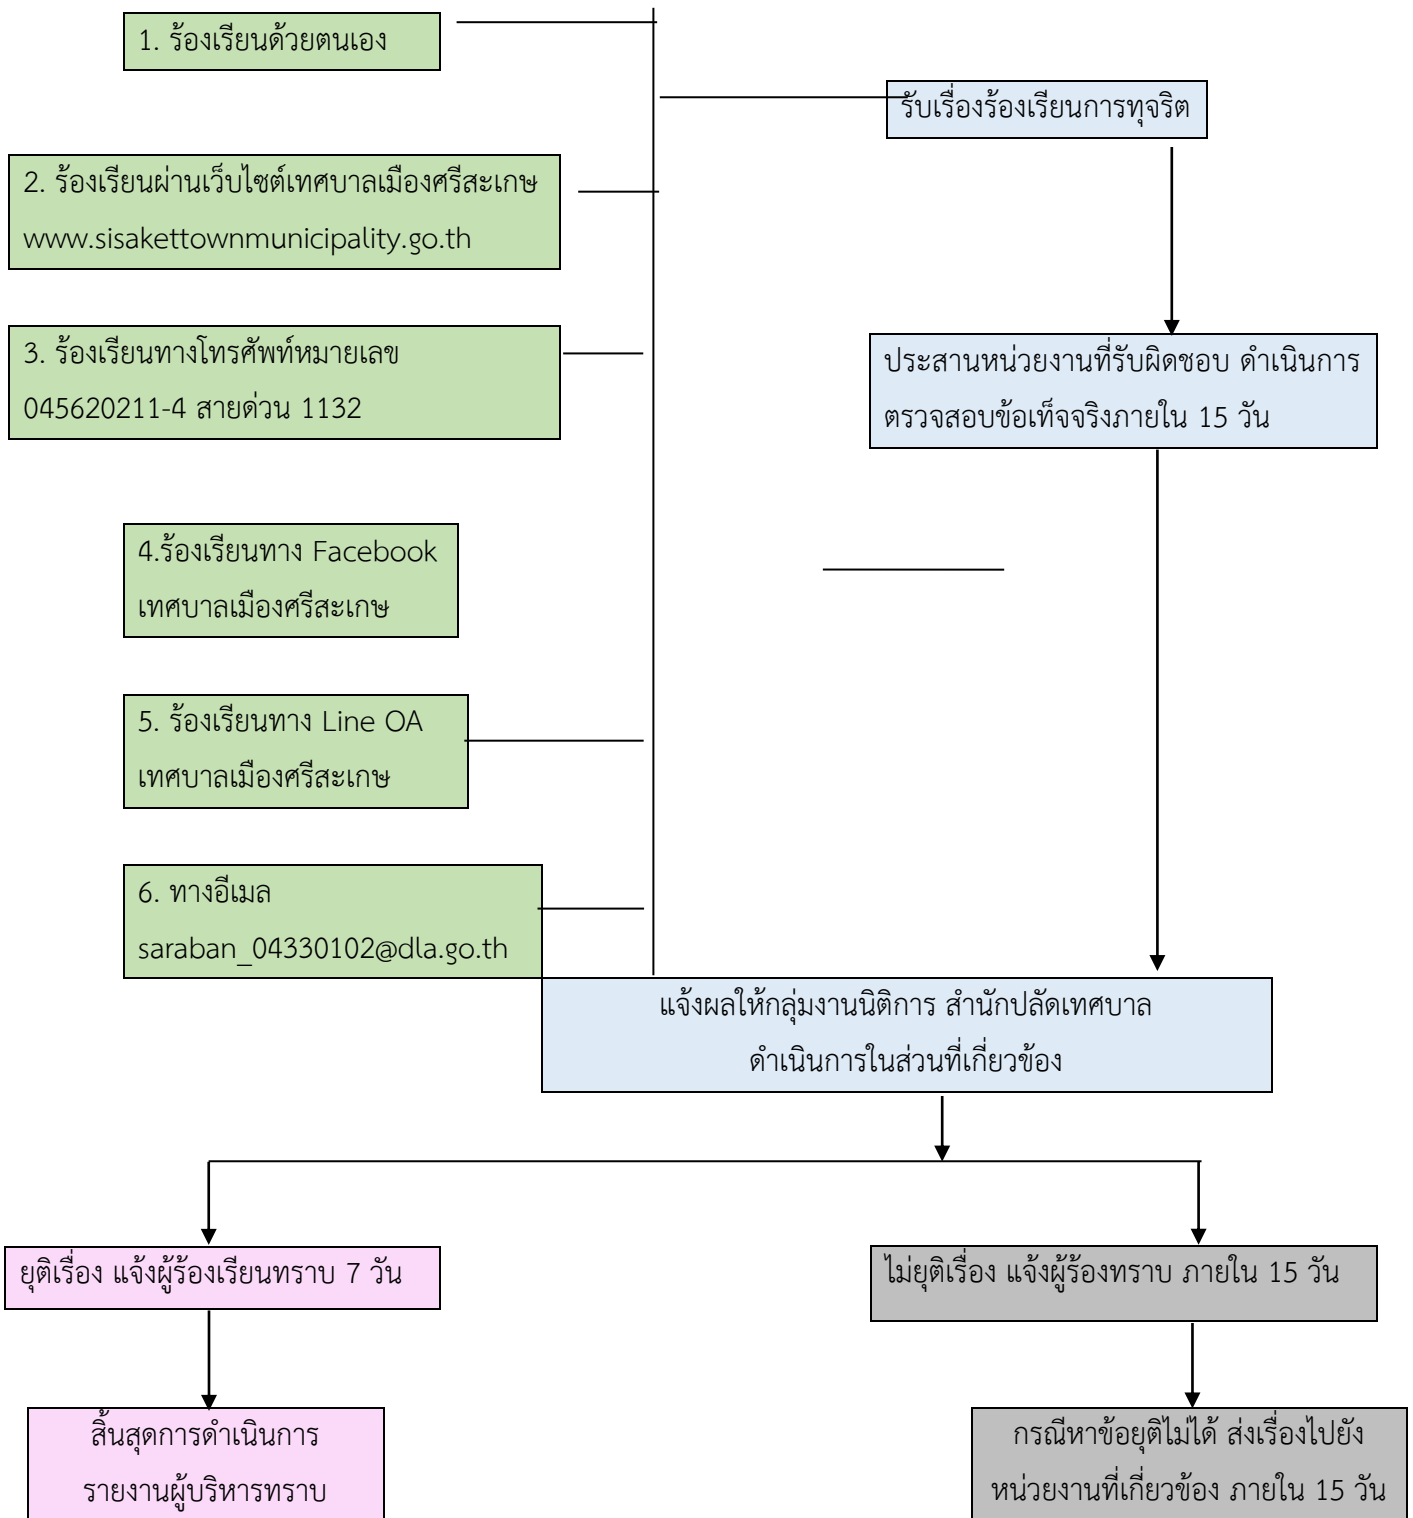 1. ร้องเรียนด้วยตนเอง
รับเรื่องร้องเรียนการทุจริต
2. ร้องเรียนผ่านเว็บไซต์เทศบาลเมืองศรีสะเกษ
www.sisakettownmunicipality.go.th
3. ร้องเรียนทางโทรศัพท์หมายเลข
045620211-4 สายด่วน 1132
ประสานหน่วยงานที่รับผิดชอบ ดำเนินการ
ตรวจสอบข้อเท็จจริงภายใน 15 วัน
4.ร้องเรียนทาง Facebook
เทศบาลเมืองศรีสะเกษ
5. ร้องเรียนทาง Line OA
เทศบาลเมืองศรีสะเกษ
6. ทางอีเมล
saraban_04330102@dla.go.th
แจ้งผลให้กลุ่มงานนิติการ สำนักปลัดเทศบาล
ดำเนินการในส่วนที่เกี่ยวข้อง
ยุติเรื่อง แจ้งผู้ร้องเรียนทราบ 7 วัน
ไม่ยุติเรื่อง แจ้งผู้ร้องทราบ ภายใน 15 วัน
สิ้นสุดการดำเนินการ
รายงานผู้บริหารทราบ
กรณีหาข้อยุติไม่ได้ ส่งเรื่องไปยัง
หน่วยงานที่เกี่ยวข้อง ภายใน 15 วัน